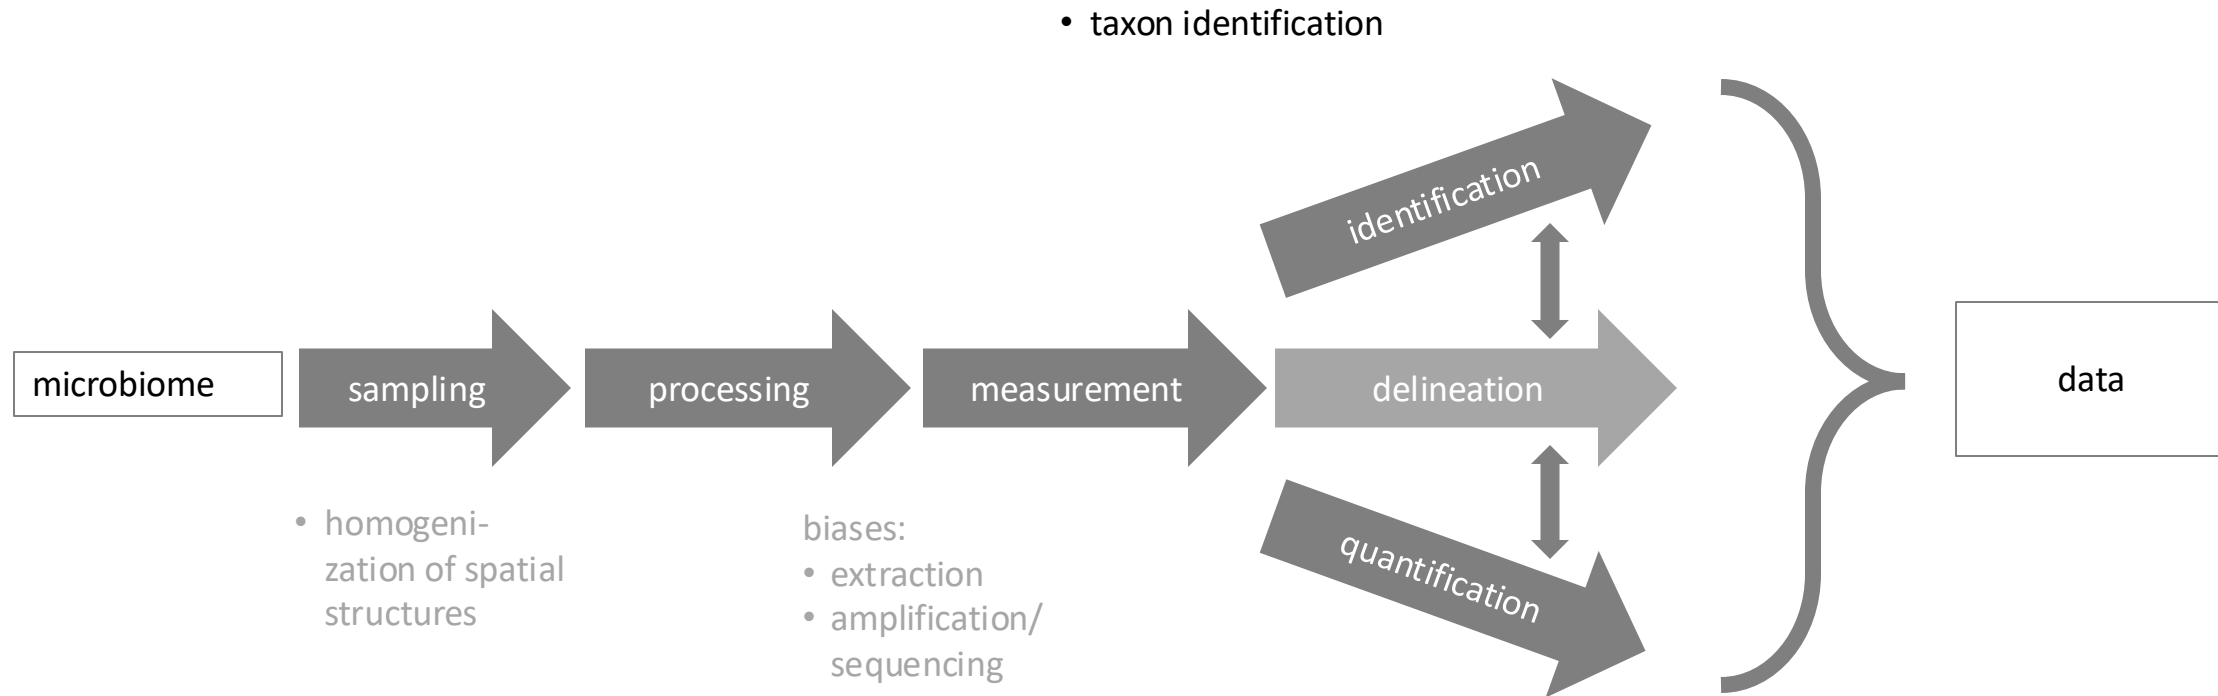 • taxon identification
identification
microbiome
sampling
processing
measurement
delineation
data
quantification
• homogeni-
zation of spatial
structures
biases:
• extraction
• amplification/
sequencing